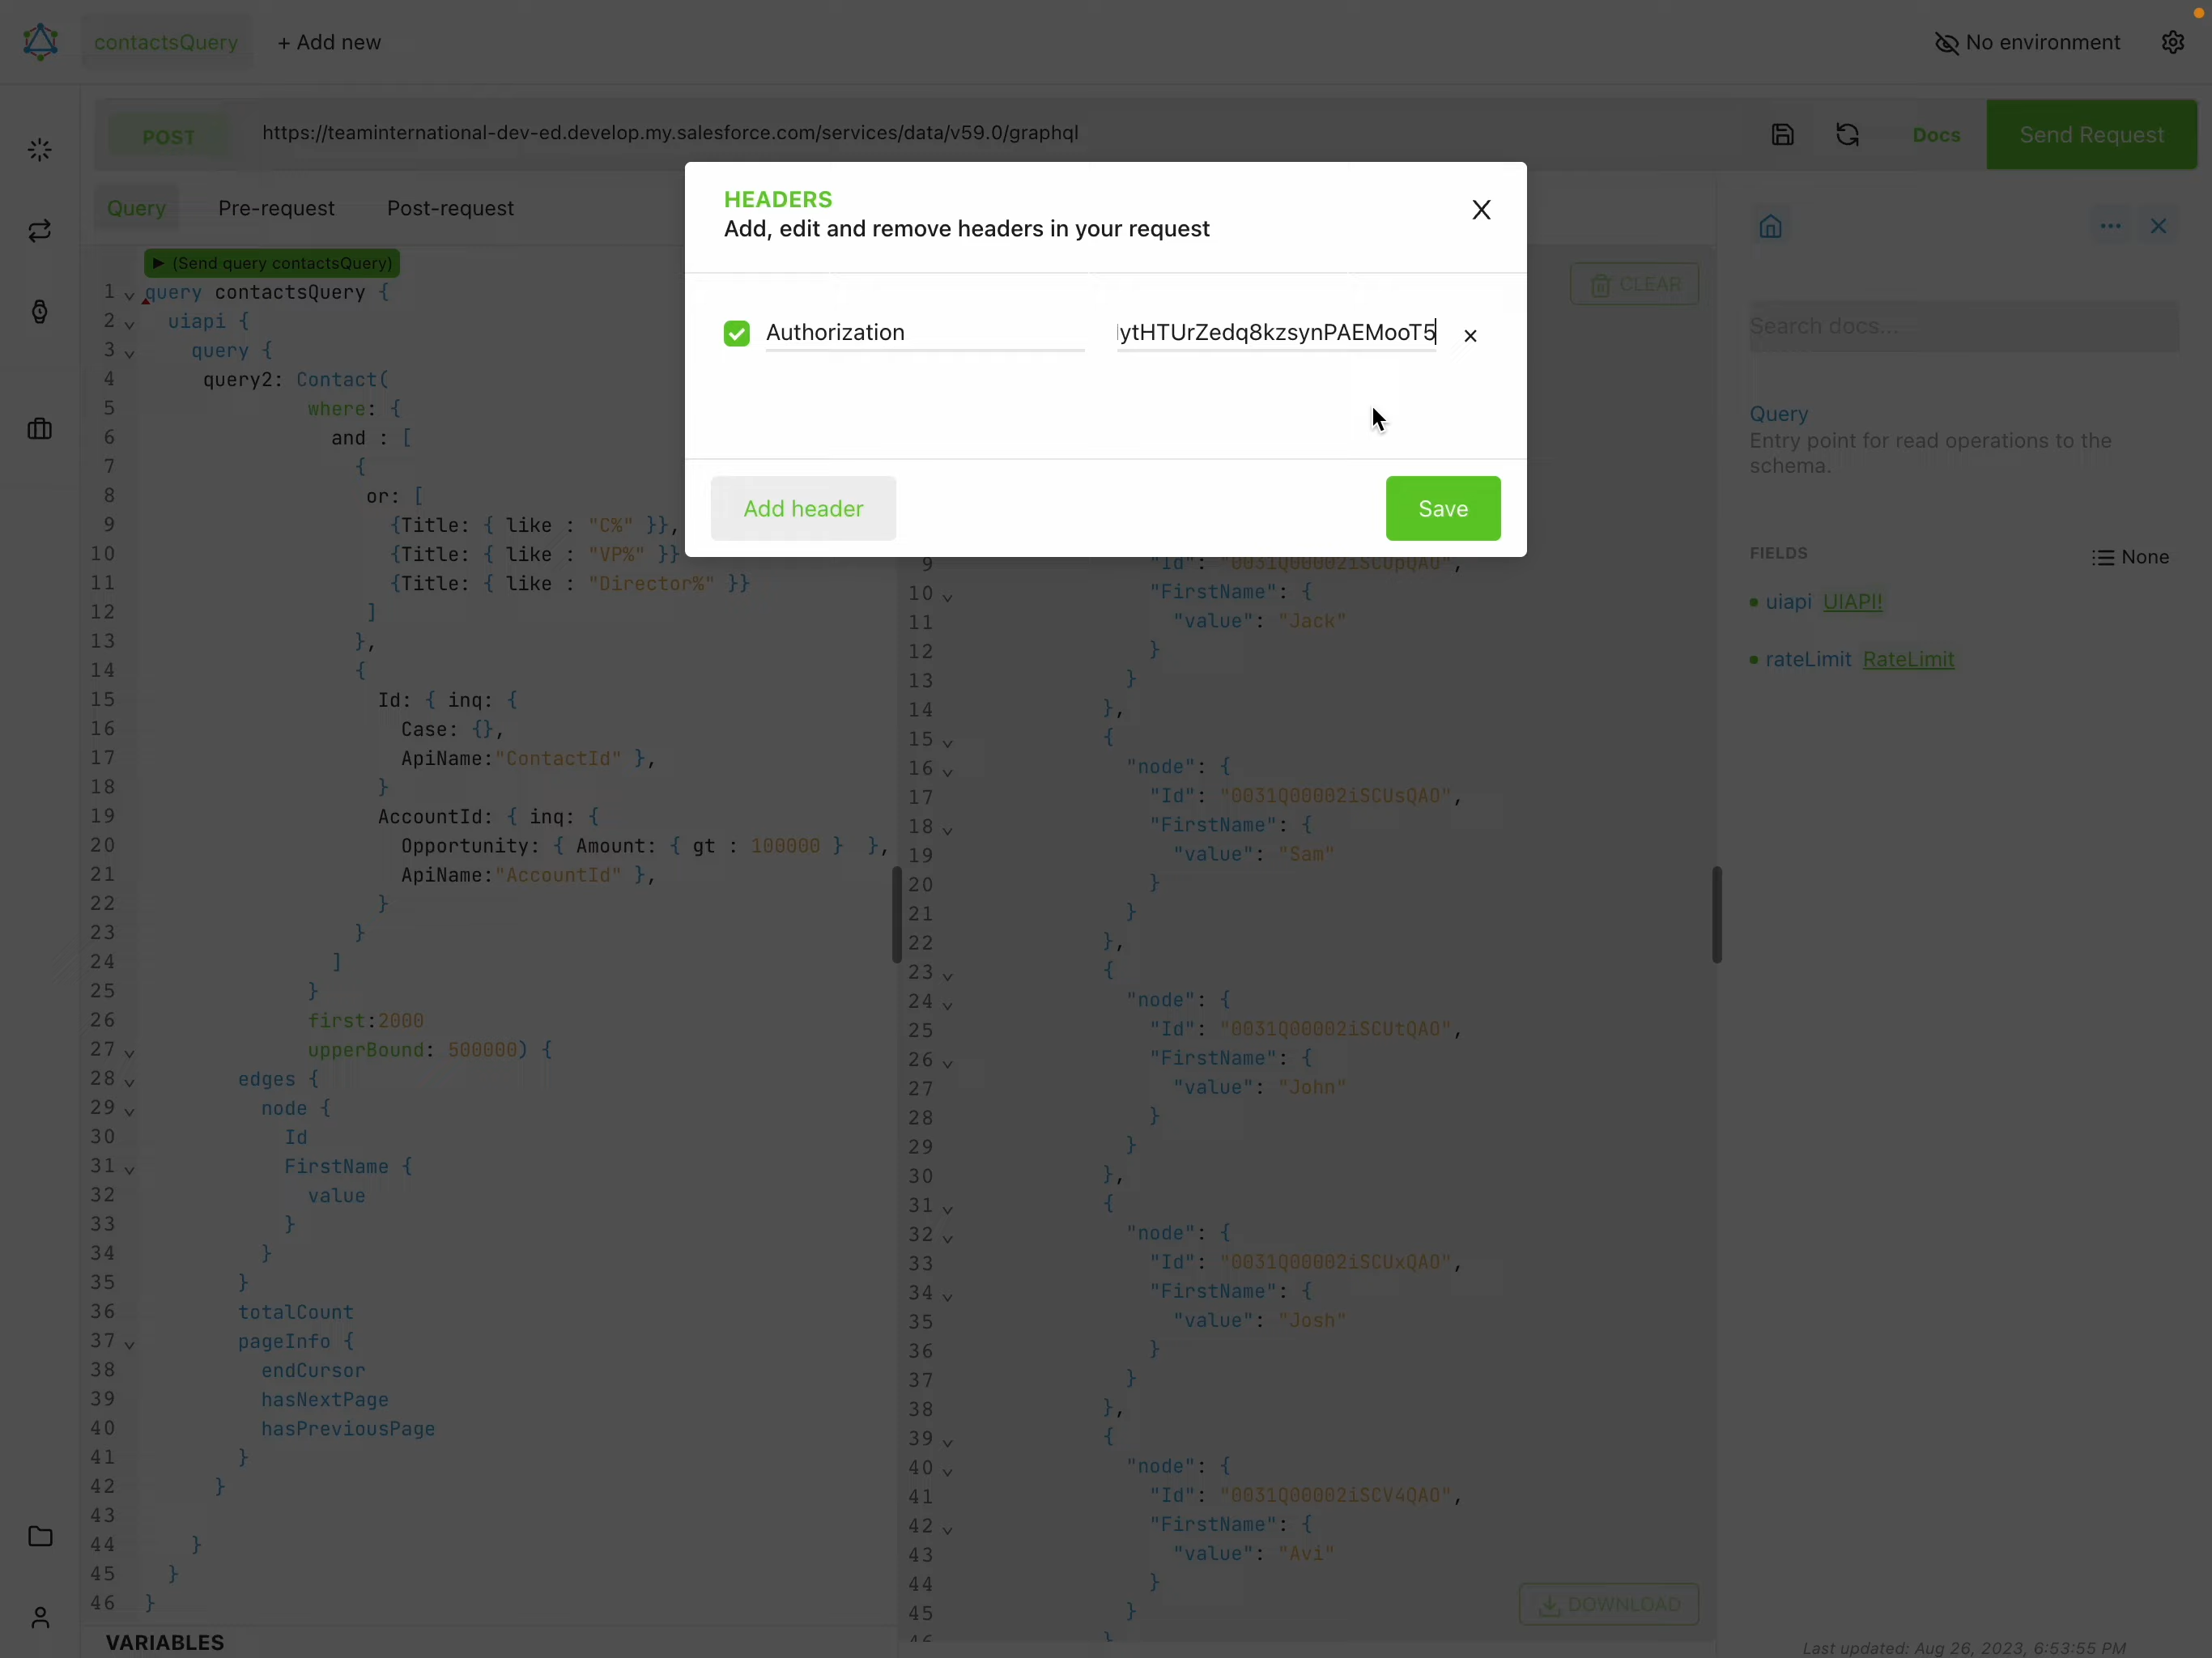 contactsQuery
+ Add new
No environment
POST
https://teaminternational-dev-ed.develop.my.salesforce.com/services/data/v59.0/graphql
Docs
Send Request
Query
Pre-request
Post-request
HEADERS
Add, edit and remove headers in your request
Authorization
ytHTUrZedq8kzsynPAEMooT5
Add header
Save
CLEAR
▶ (Send query contactsQuery)
1 query contactsQuery {
2 uiapi {
3 query {
4 query2: Contact(
5 where: {
6 and : [
7 {
8 or: [
9 {Title: { like : "C%" }},
10 {Title: { like : "VP%" }}
11 {Title: { like : "Director%" }}
12 ]
13 },
14 {
15 Id: { inq: {
16 Case: {},
17 ApiName:"ContactId" },
18 }
19 AccountId: { inq: {
20 Opportunity: { Amount: { gt : 100000 } },
21 ApiName:"AccountId" },
22 }
23 }
24 ]
25 }
26 first:2000
27 upperBound: 500000) {
28 edges {
29 node {
30 Id
31 FirstName {
32 value
33 }
34 }
35 }
36 totalCount
37 pageInfo {
38 endCursor
39 hasNextPage
40 hasPreviousPage
41 }
42 }
43
44 }
45 }
46 }
VARIABLES
9 "Id": "0031Q00002iSCUpQAO",
10 "FirstName": {
11 "value": "Jack"
12 }
13 }
14 },
15 {
16 "node": {
17 "Id": "0031Q00002iSCUsQAO",
18 "FirstName": {
19 "value": "Sam"
20 }
21 }
22 },
23 {
24 "node": {
25 "Id": "0031Q00002iSCUtQAO",
26 "FirstName": {
27 "value": "John"
28 }
29 }
30 },
31 {
32 "node": {
33 "Id": "0031Q00002iSCUxQAO",
34 "FirstName": {
35 "value": "Josh"
36 }
37 }
38 },
39 {
40 "node": {
41 "Id": "0031Q00002iSCV4QAO",
42 "FirstName": {
43 "value": "Avi"
44 }
45 }
46 }
DOWNLOAD
Search docs...
Query
Entry point for read operations to the
schema.
FIELDS
None
uiapi UIAPI!
rateLimit RateLimit
Last updated: Aug 26, 2023, 6:53:55 PM